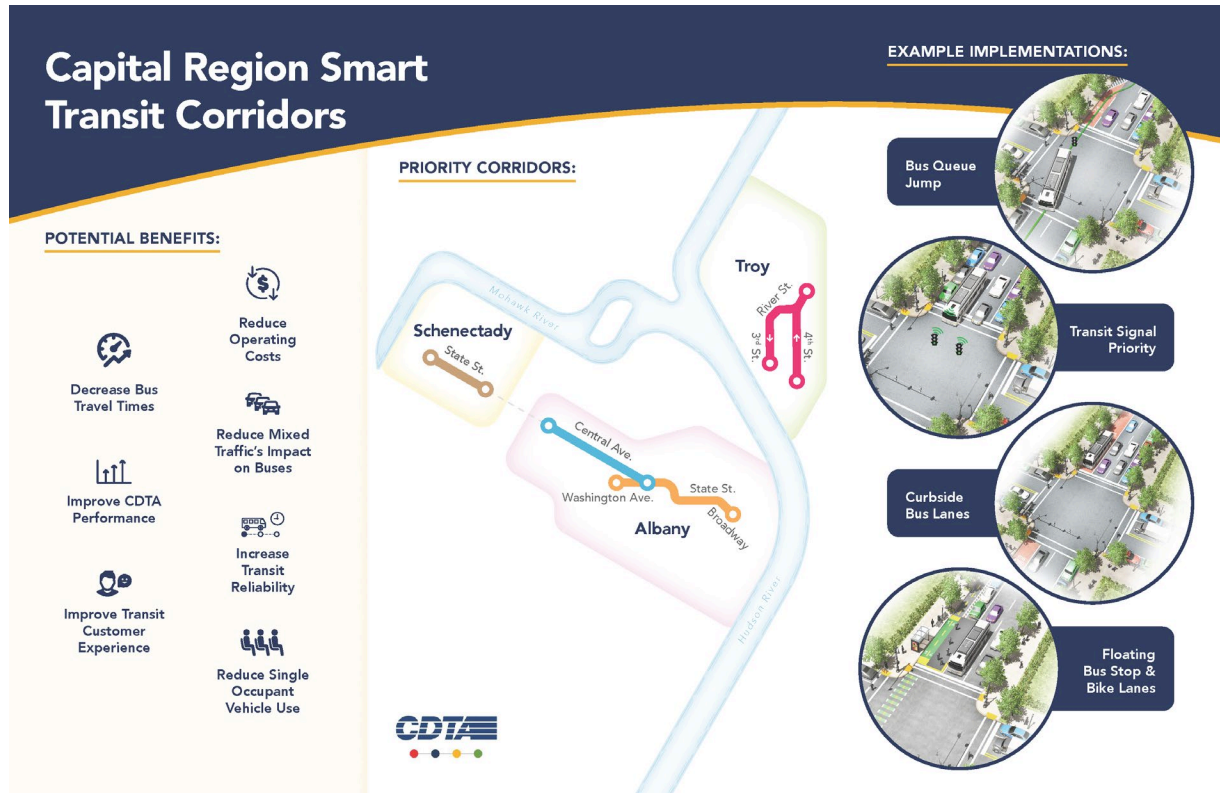 Capital Region Smart
Transit Corridors
POTENTIAL BENEFITS:
Decrease Bus
Travel Times
Improve CDTA
Performance
Improve Transit
Customer
Experience
Reduce
Operating
Costs
Reduce Mixed
Traffic's Impact
on Buses
Increase
Transit
Reliability
Reduce Single
Occupant
Vehicle Use
PRIORITY CORRIDORS:
Mohawk River
Schenectady
State St.
Troy
River St.
3rd St.
4th St.
Central Ave.
Washington Ave.
State St.
Broadway
Albany
Hudson River
CDTA
EXAMPLE IMPLEMENTATIONS:
Bus Queue
Jump
Transit Signal
Priority
Curbside
Bus Lanes
Floating
Bus Stop &
Bike Lanes